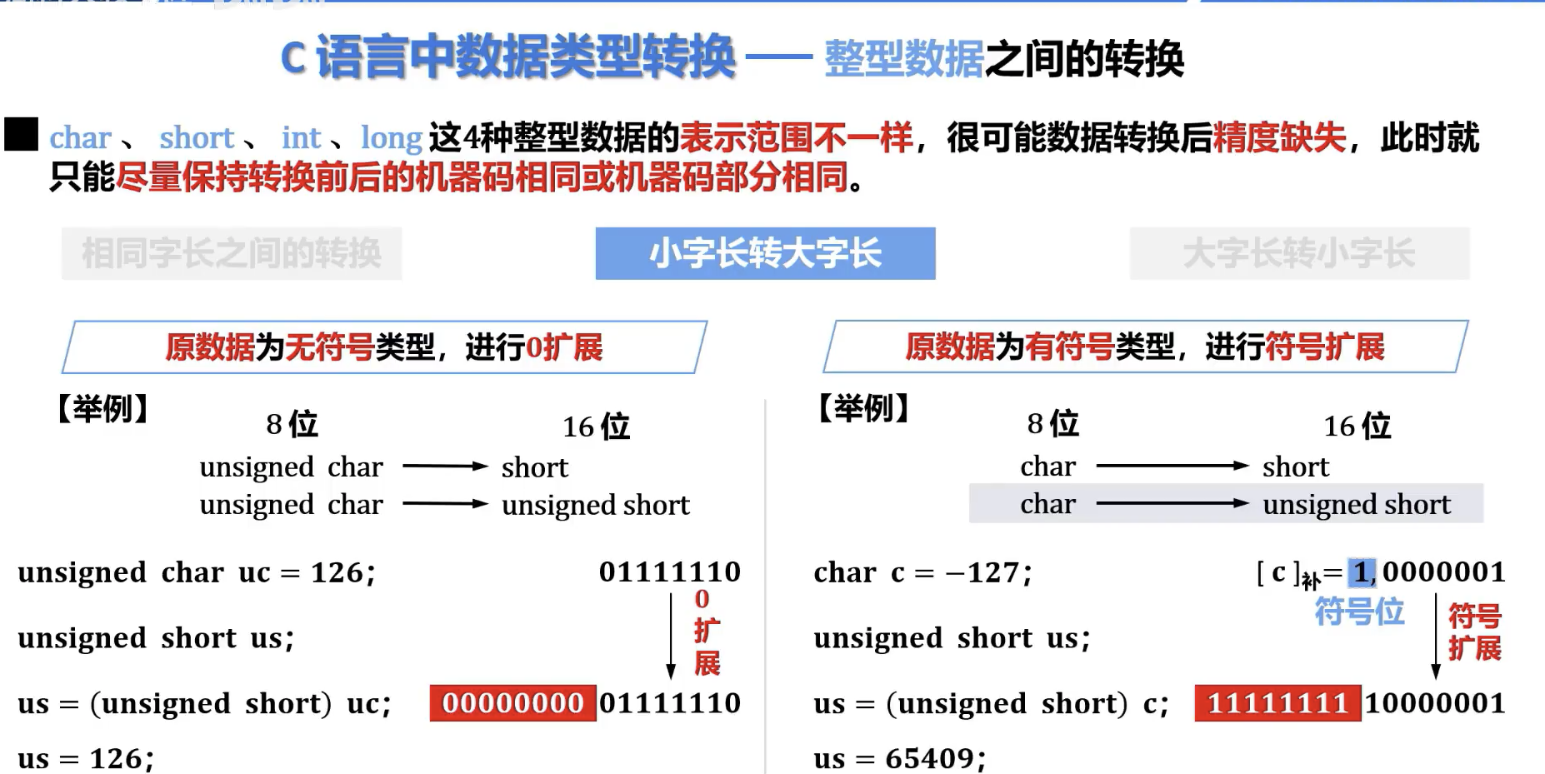 C 语言中数据类型转换 —— 整型数据之间的转换
char 、 short 、 int 、long 这4种整型数据的表示范围不一样，很可能数据转换后精度缺失，此时就
只能尽量保持转换前后的机器码相同或机器码部分相同。
相同字长之间的转换
小字长转大字长
大字长转小字长
原数据为无符号类型，进行0扩展
【举例】
8 位 16 位
unsigned char short
unsigned char unsigned short
unsigned char uc = 126; 01111110
0扩展
unsigned short us;
us = (unsigned short) uc; 00000000 01111110
us = 126;
原数据为有符号类型，进行符号扩展
【举例】
8 位 16 位
char short
char unsigned short
char c = −127; [ c ]补= 1,0000001
符号位
符号
扩展
unsigned short us;
us = (unsigned short) c; 11111111 10000001
us = 65409;